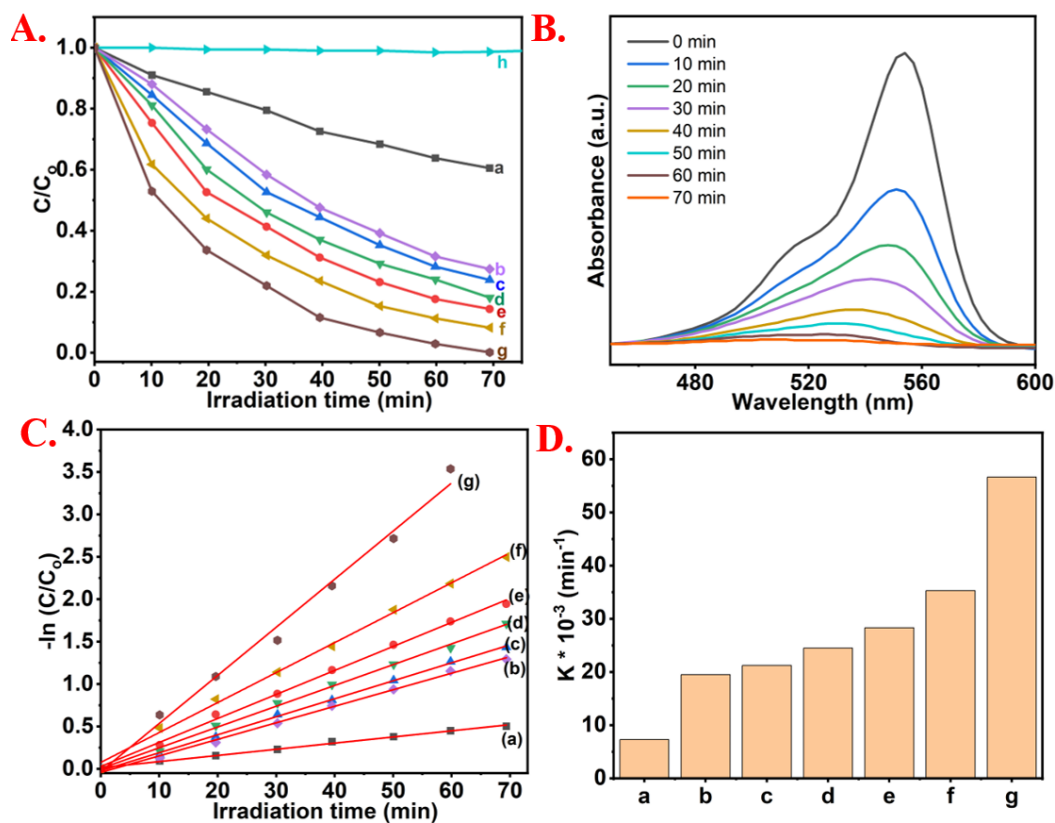 A.
1.0
0.8
0.6
0.4
0.2
0.0
C/Co
h
a
b
c
d
e
f
g
0 10 20 30 40 50 60 70
Irradiation time (min)
B.
0 min
10 min
20 min
30 min
40 min
50 min
60 min
70 min
Absorbance (a.u.)
480 520 560 600
Wavelength (nm)
C.
4.0
3.5
3.0
2.5
2.0
1.5
1.0
0.5
0.0
-ln (C/Co)
(g)
(f)
(e)
(d)
(c)
(b)
(a)
0 10 20 30 40 50 60 70
Irradiation time (min)
D.
60
50
40
30
20
10
0
K * 10⁻³ (min⁻¹)
a b c d e f g